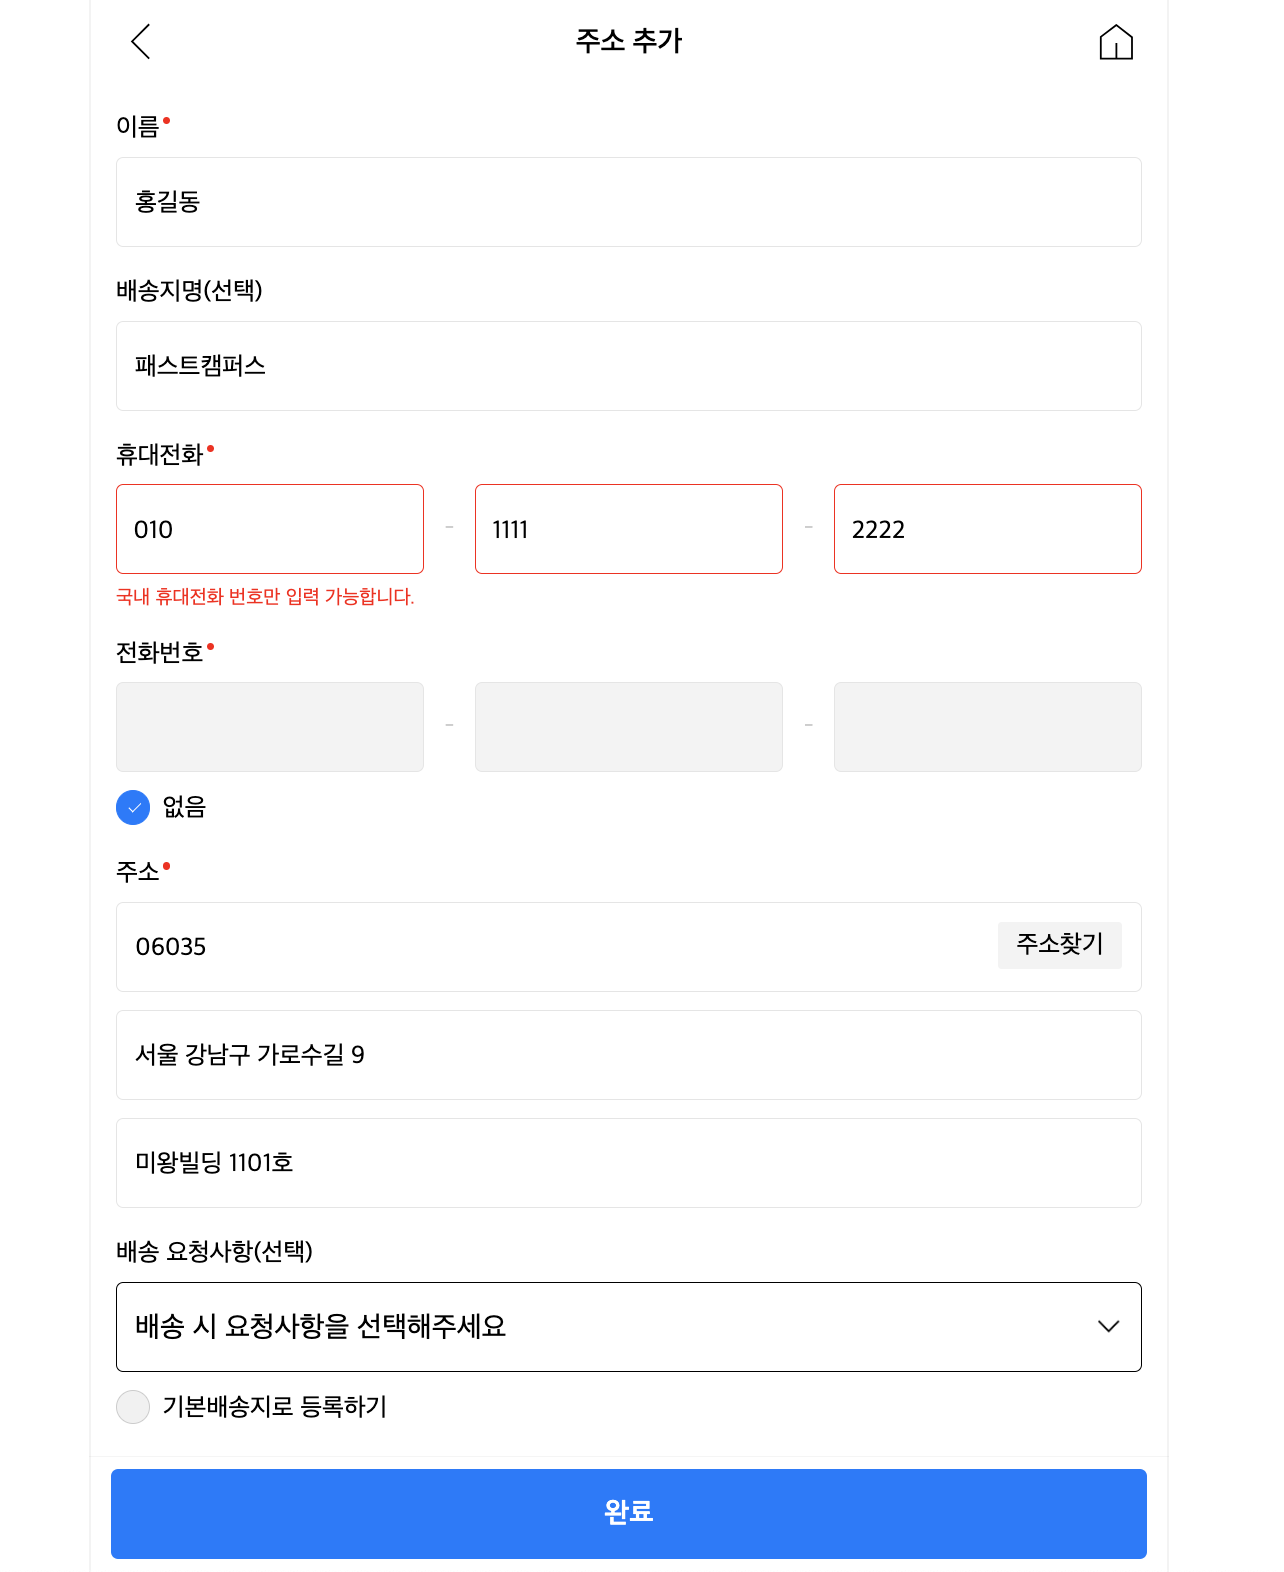 주소 추가
이름
홍길동
배송지명(선택)
패스트캠퍼스
휴대전화
010 - 1111 - 2222
국내 휴대전화 번호만 입력 가능합니다.
전화번호
- -
없음
주소
06035 주소찾기
서울 강남구 가로수길 9
미왕빌딩 1101호
배송 요청사항(선택)
배송 시 요청사항을 선택해주세요
기본배송지로 등록하기
완료